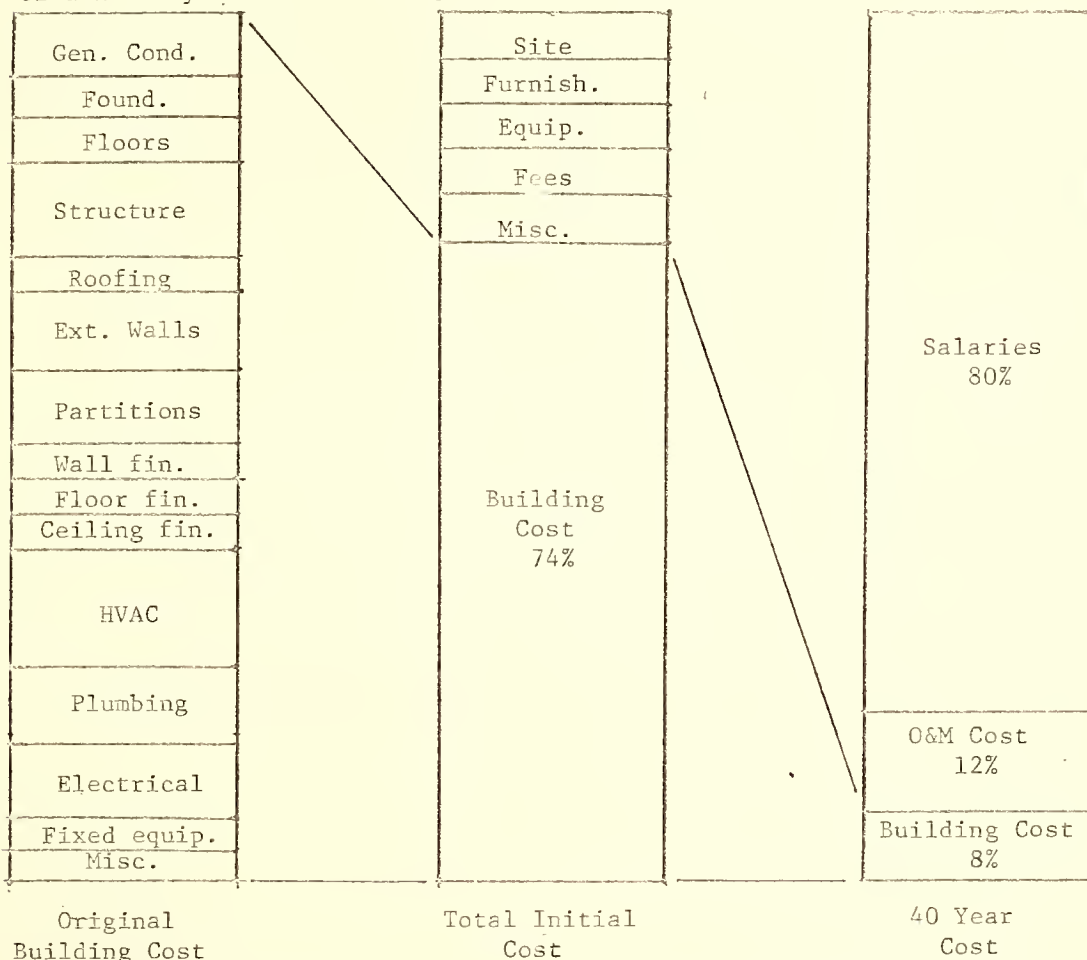 Gen. Cond.
Found.
Floors
Structure
Roofing
Ext. Walls
Partitions
Wall fin.
Floor fin.
Ceiling fin.
HVAC
Plumbing
Electrical
Fixed equip.
Misc.
Original
Building Cost
Site
Furnish.
Equip.
Fees
Misc.
Building
Cost
74%
Total Initial
Cost
Salaries
80%
O&M Cost
12%
Building Cost
8%
40 Year
Cost